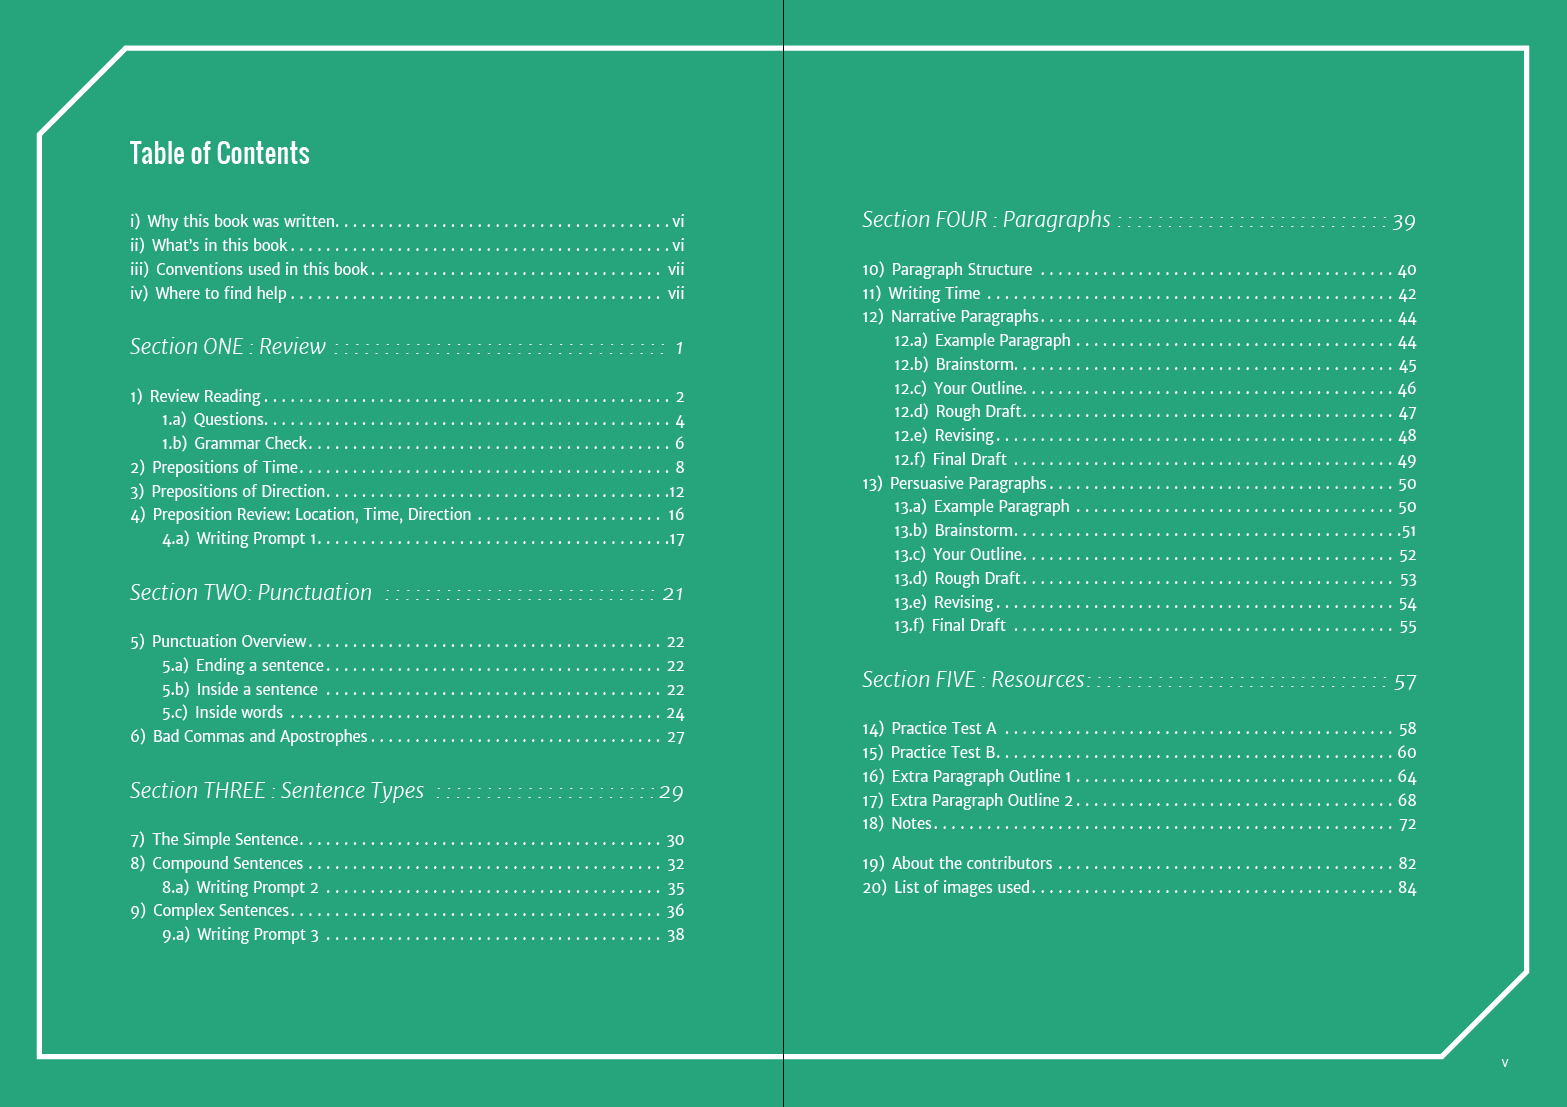 Table of Contents
i) Why this book was written. . . . . . . . . . . . . . . . . . . . . . . . . . . . . . . . . . . . . . vi
ii) What's in this book . . . . . . . . . . . . . . . . . . . . . . . . . . . . . . . . . . . . . . . . . . . vi
iii) Conventions used in this book . . . . . . . . . . . . . . . . . . . . . . . . . . . . . . . . . vii
iv) Where to find help . . . . . . . . . . . . . . . . . . . . . . . . . . . . . . . . . . . . . . . . . . vii
Section ONE : Review : : : : : : : : : : : : : : : : : : : : : : : : : : : : : : : : 1
1) Review Reading . . . . . . . . . . . . . . . . . . . . . . . . . . . . . . . . . . . . . . . . . . . . . . 2
1.a) Questions. . . . . . . . . . . . . . . . . . . . . . . . . . . . . . . . . . . . . . . . . . . . . . 4
1.b) Grammar Check. . . . . . . . . . . . . . . . . . . . . . . . . . . . . . . . . . . . . . . . . 6
2) Prepositions of Time. . . . . . . . . . . . . . . . . . . . . . . . . . . . . . . . . . . . . . . . . . 8
3) Prepositions of Direction. . . . . . . . . . . . . . . . . . . . . . . . . . . . . . . . . . . . . . .12
4) Preposition Review: Location, Time, Direction . . . . . . . . . . . . . . . . . . . . . 16
4.a) Writing Prompt 1. . . . . . . . . . . . . . . . . . . . . . . . . . . . . . . . . . . . . . . .17
Section TWO: Punctuation : : : : : : : : : : : : : : : : : : : : : : : : : : : 21
5) Punctuation Overview . . . . . . . . . . . . . . . . . . . . . . . . . . . . . . . . . . . . . . . . 22
5.a) Ending a sentence . . . . . . . . . . . . . . . . . . . . . . . . . . . . . . . . . . . . . . 22
5.b) Inside a sentence . . . . . . . . . . . . . . . . . . . . . . . . . . . . . . . . . . . . . . 22
5.c) Inside words . . . . . . . . . . . . . . . . . . . . . . . . . . . . . . . . . . . . . . . . . . 24
6) Bad Commas and Apostrophes . . . . . . . . . . . . . . . . . . . . . . . . . . . . . . . . . 27
Section THREE : Sentence Types : : : : : : : : : : : : : : : : : : : : : : 29
7) The Simple Sentence. . . . . . . . . . . . . . . . . . . . . . . . . . . . . . . . . . . . . . . . . 30
8) Compound Sentences . . . . . . . . . . . . . . . . . . . . . . . . . . . . . . . . . . . . . . . . 32
8.a) Writing Prompt 2 . . . . . . . . . . . . . . . . . . . . . . . . . . . . . . . . . . . . . . 35
9) Complex Sentences. . . . . . . . . . . . . . . . . . . . . . . . . . . . . . . . . . . . . . . . . . 36
9.a) Writing Prompt 3 . . . . . . . . . . . . . . . . . . . . . . . . . . . . . . . . . . . . . . 38
Section FOUR : Paragraphs : : : : : : : : : : : : : : : : : : : : : : : : : : : 39
10) Paragraph Structure . . . . . . . . . . . . . . . . . . . . . . . . . . . . . . . . . . . . . . . . 40
11) Writing Time . . . . . . . . . . . . . . . . . . . . . . . . . . . . . . . . . . . . . . . . . . . . . . 42
12) Narrative Paragraphs. . . . . . . . . . . . . . . . . . . . . . . . . . . . . . . . . . . . . . . . 44
12.a) Example Paragraph . . . . . . . . . . . . . . . . . . . . . . . . . . . . . . . . . . . . 44
12.b) Brainstorm. . . . . . . . . . . . . . . . . . . . . . . . . . . . . . . . . . . . . . . . . . . 45
12.c) Your Outline. . . . . . . . . . . . . . . . . . . . . . . . . . . . . . . . . . . . . . . . . . 46
12.d) Rough Draft . . . . . . . . . . . . . . . . . . . . . . . . . . . . . . . . . . . . . . . . . . 47
12.e) Revising . . . . . . . . . . . . . . . . . . . . . . . . . . . . . . . . . . . . . . . . . . . . . 48
12.f) Final Draft . . . . . . . . . . . . . . . . . . . . . . . . . . . . . . . . . . . . . . . . . . . 49
13) Persuasive Paragraphs . . . . . . . . . . . . . . . . . . . . . . . . . . . . . . . . . . . . . . . 50
13.a) Example Paragraph . . . . . . . . . . . . . . . . . . . . . . . . . . . . . . . . . . . . 50
13.b) Brainstorm. . . . . . . . . . . . . . . . . . . . . . . . . . . . . . . . . . . . . . . . . . . .51
13.c) Your Outline. . . . . . . . . . . . . . . . . . . . . . . . . . . . . . . . . . . . . . . . . . 52
13.d) Rough Draft . . . . . . . . . . . . . . . . . . . . . . . . . . . . . . . . . . . . . . . . . . 53
13.e) Revising . . . . . . . . . . . . . . . . . . . . . . . . . . . . . . . . . . . . . . . . . . . . . 54
13.f) Final Draft . . . . . . . . . . . . . . . . . . . . . . . . . . . . . . . . . . . . . . . . . . . 55
Section FIVE : Resources : : : : : : : : : : : : : : : : : : : : : : : : : : : : : : 57
14) Practice Test A . . . . . . . . . . . . . . . . . . . . . . . . . . . . . . . . . . . . . . . . . . . . 58
15) Practice Test B. . . . . . . . . . . . . . . . . . . . . . . . . . . . . . . . . . . . . . . . . . . . . 60
16) Extra Paragraph Outline 1 . . . . . . . . . . . . . . . . . . . . . . . . . . . . . . . . . . . . 64
17) Extra Paragraph Outline 2 . . . . . . . . . . . . . . . . . . . . . . . . . . . . . . . . . . . . 68
18) Notes . . . . . . . . . . . . . . . . . . . . . . . . . . . . . . . . . . . . . . . . . . . . . . . . . . . . 72
19) About the contributors . . . . . . . . . . . . . . . . . . . . . . . . . . . . . . . . . . . . . . 82
20) List of images used. . . . . . . . . . . . . . . . . . . . . . . . . . . . . . . . . . . . . . . . . 84
v